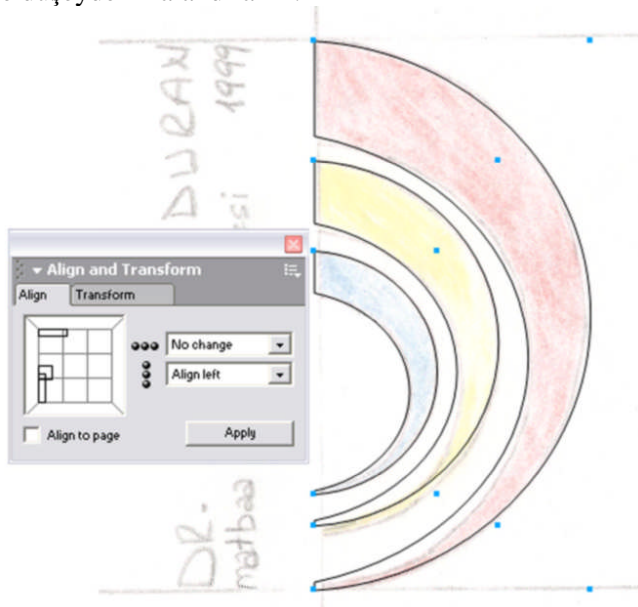 DURAN
1999
Align and Transform
Align
Transform
No change
Align left
Align to page
Apply
DR-
matbaa